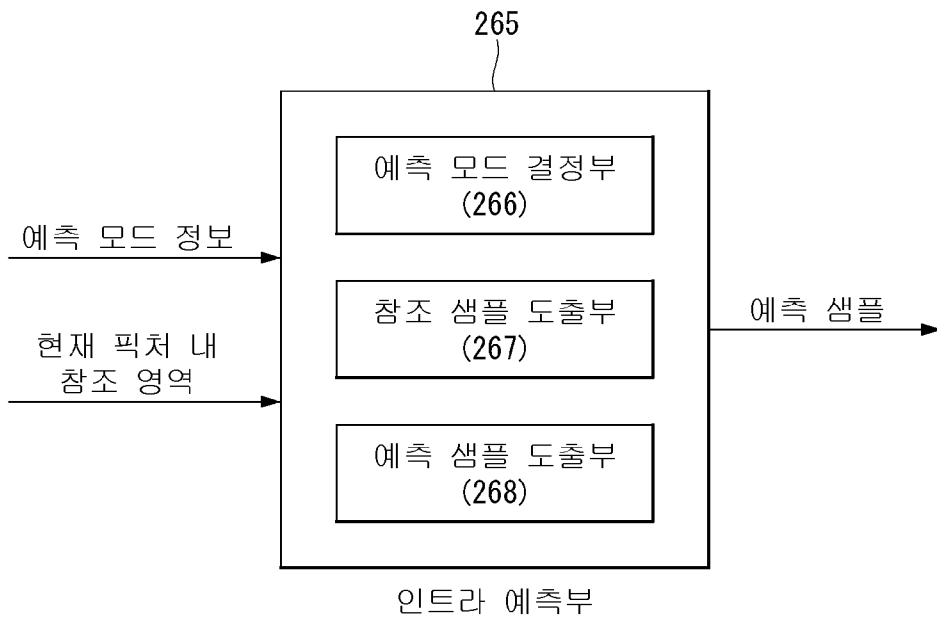 265
예측 모드 결정부
(266)
예측 모드 정보
참조 샘플 도출부
(267)
예측 샘플
현재 픽처 내
참조 영역
예측 샘플 도출부
(268)
인트라 예측부